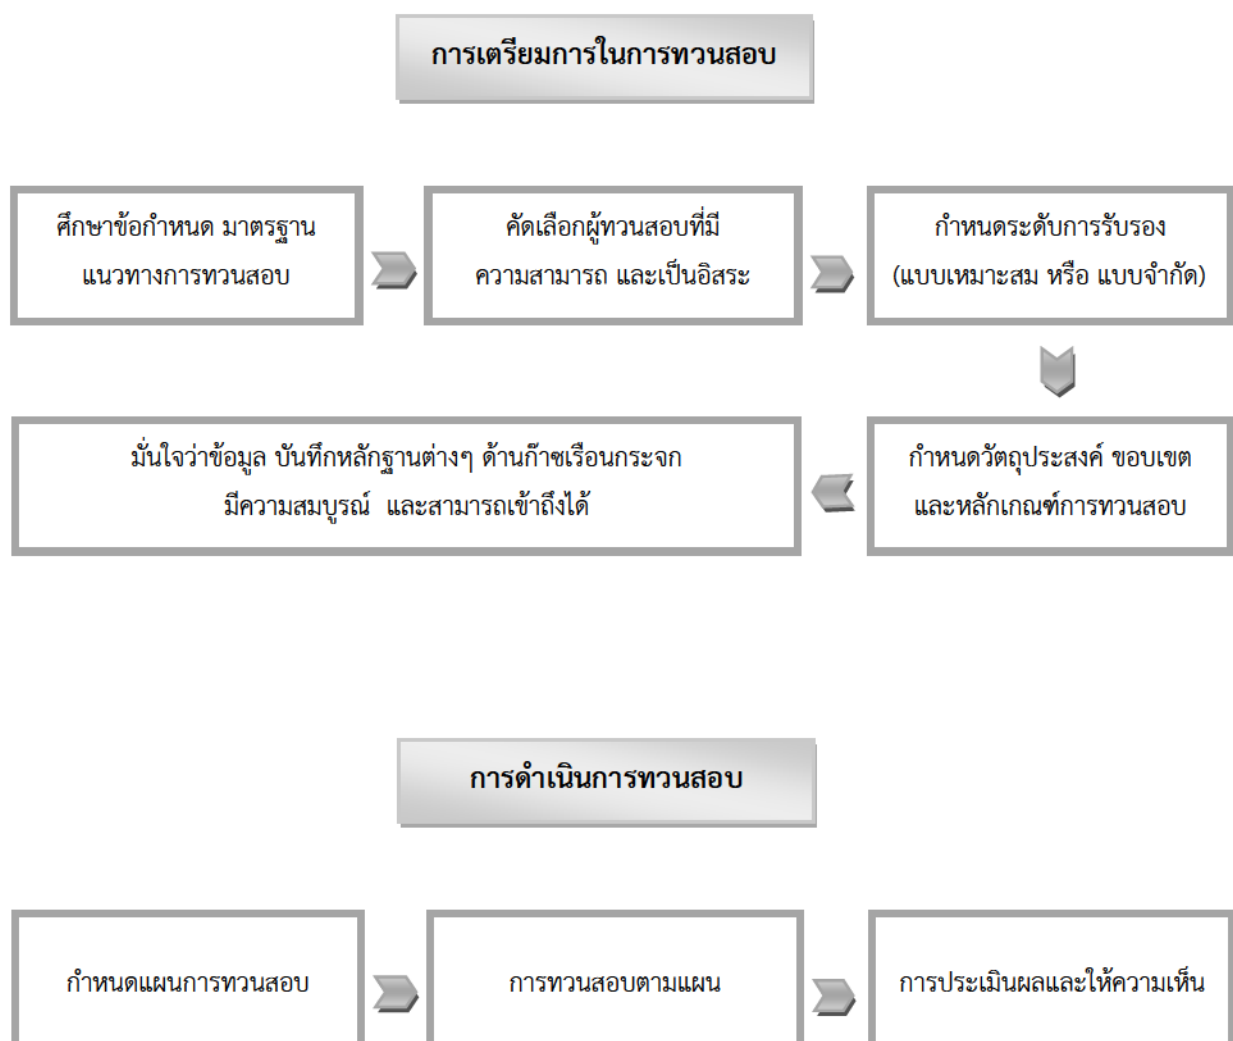 การเตรียมการในการทวนสอบ
ศึกษาข้อกำหนด มาตรฐาน
แนวทางการทวนสอบ
คัดเลือกผู้ทวนสอบที่มี
ความสามารถ และเป็นอิสระ
กำหนดระดับการรับรอง
(แบบเหมาะสม หรือ แบบจำกัด)
กำหนดวัตถุประสงค์ ขอบเขต
และหลักเกณฑ์การทวนสอบ
มั่นใจว่าข้อมูล บันทึกหลักฐานต่างๆ ด้านก๊าซเรือนกระจก
มีความสมบูรณ์ และสามารถเข้าถึงได้
การดำเนินการทวนสอบ
กำหนดแผนการทวนสอบ
การทวนสอบตามแผน
การประเมินผลและให้ความเห็น